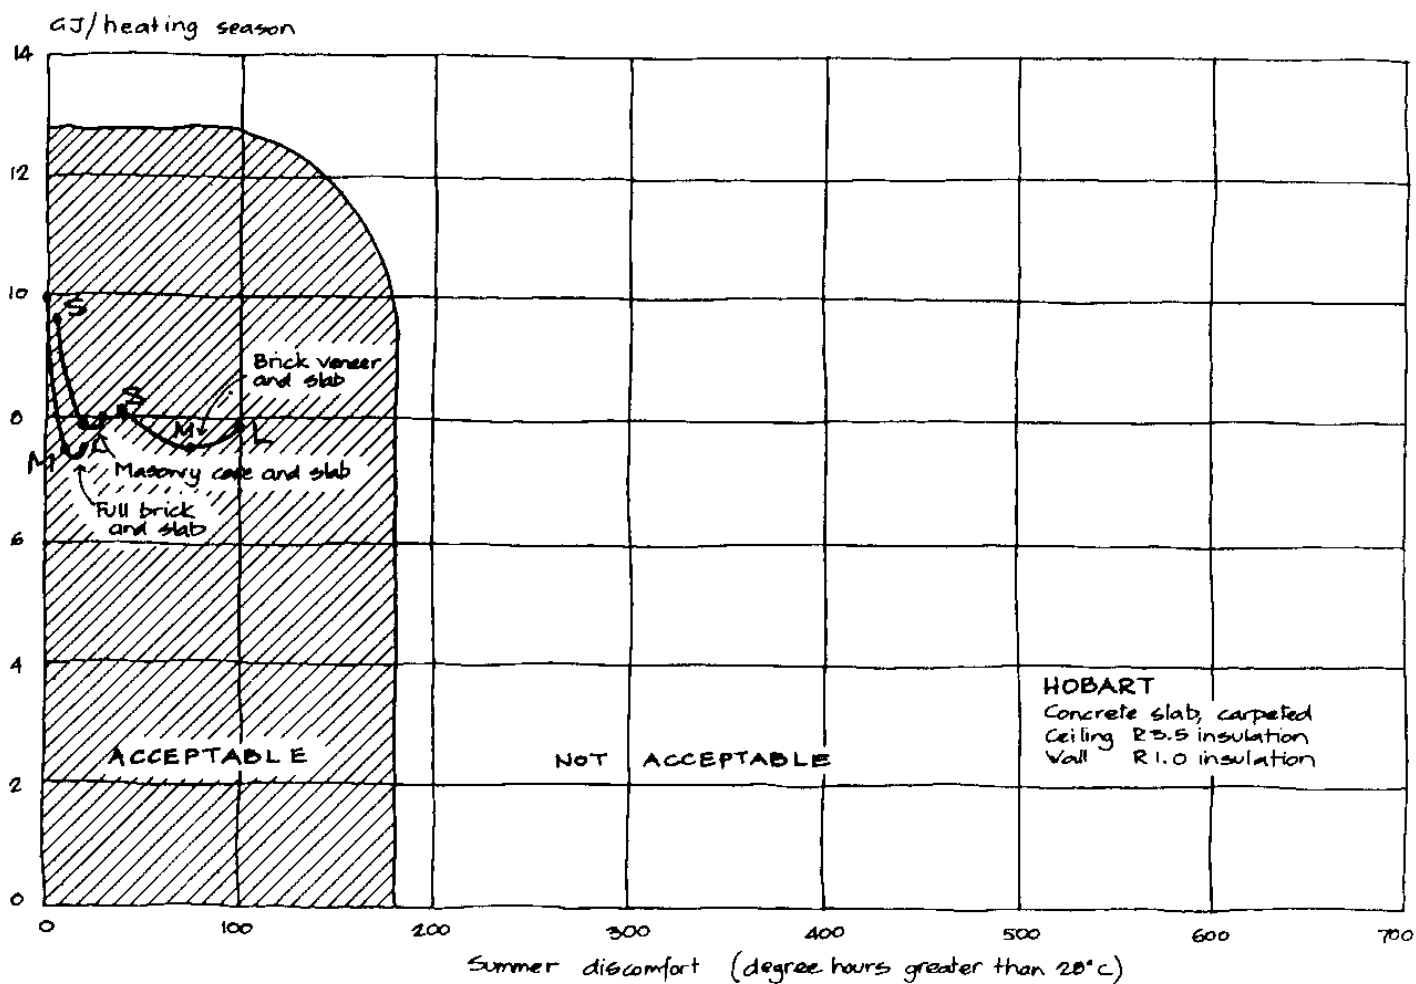 GJ/heating season
14
12
10
8
6
4
2
0
S
S
Brick veneer
and slab
M
L
M
L
Masonry core and slab
Full brick
and slab
HOBART
Concrete slab, carpeted
Ceiling R3.5 insulation
Wall R1.0 insulation
ACCEPTABLE
NOT ACCEPTABLE
0
100
200
300
400
500
600
700
Summer discomfort (degree hours greater than 28°C)